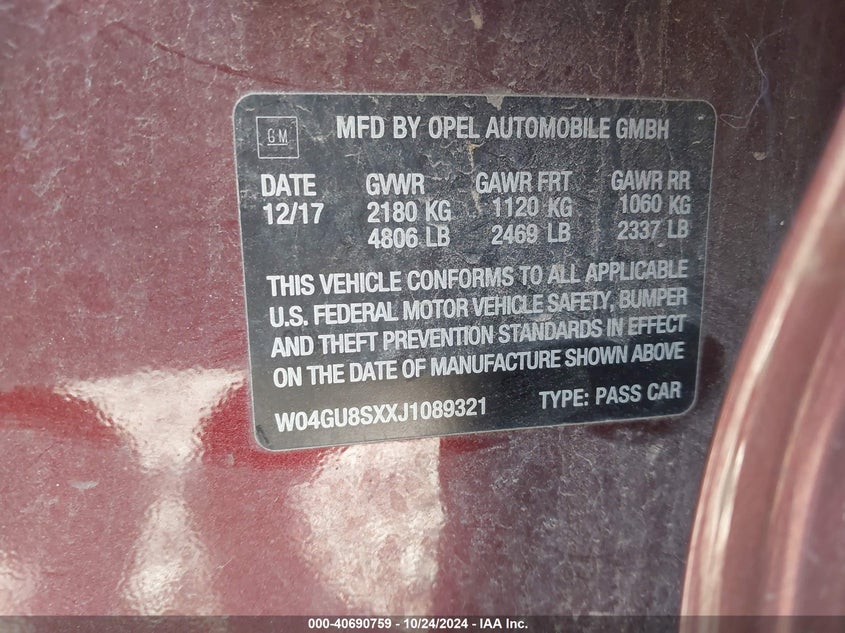 GM
MFD BY OPEL AUTOMOBILE GMBH
DATE GVWR GAWR FRT GAWR RR
12/17 2180 KG 1120 KG 1060 KG
4806 LB 2469 LB 2337 LB
THIS VEHICLE CONFORMS TO ALL APPLICABLE
U.S. FEDERAL MOTOR VEHICLE SAFETY, BUMPER
AND THEFT PREVENTION STANDARDS IN EFFECT
ON THE DATE OF MANUFACTURE SHOWN ABOVE
W04GU8SXXJ1089321 TYPE: PASS CAR
000-40690759 - 10/24/2024 - IAA Inc.